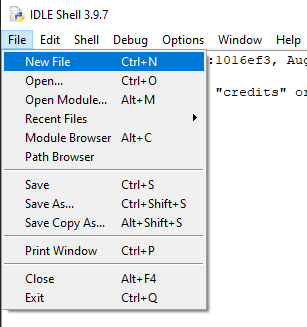 IDLE Shell 3.9.7
File Edit Shell Debug Options Window Help
New File Ctrl+N :1016ef3, Aug
Open... Ctrl+O
Open Module... Alt+M "credits" or
Recent Files
Module Browser Alt+C
Path Browser
Save Ctrl+S
Save As... Ctrl+Shift+S
Save Copy As... Alt+Shift+S
Print Window Ctrl+P
Close Alt+F4
Exit Ctrl+Q